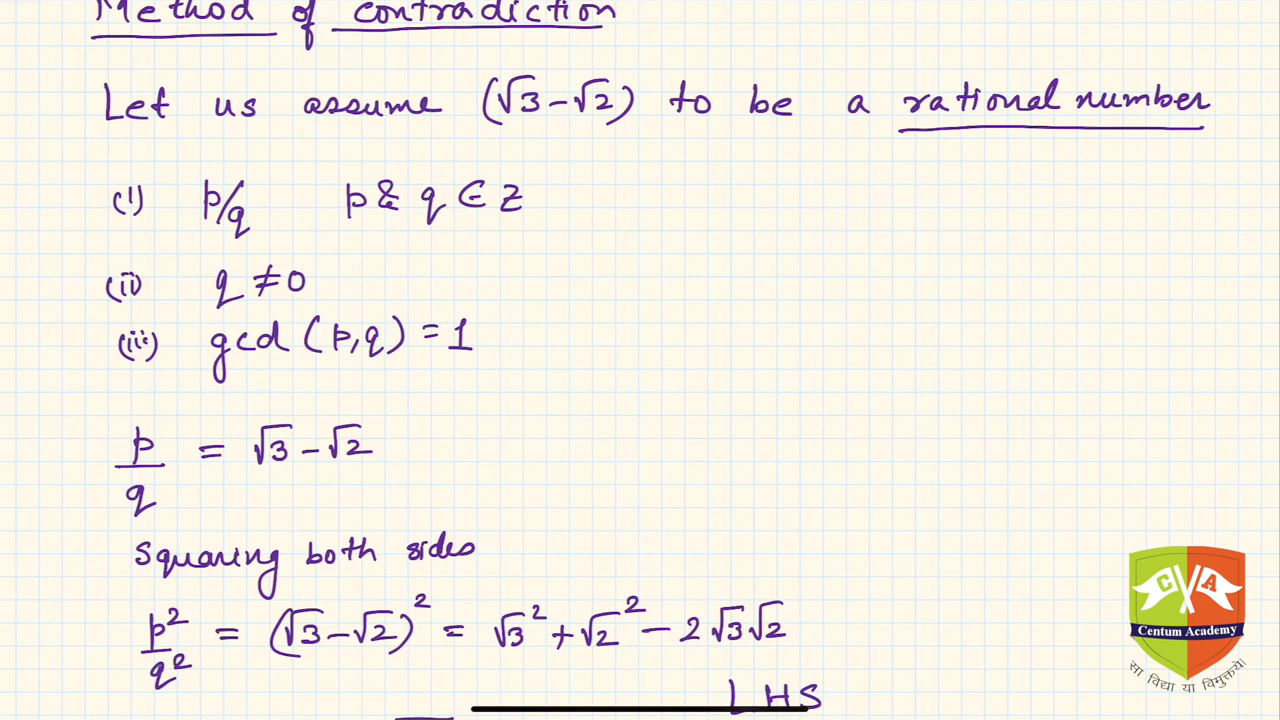 Method of contradiction
Let us assume (√3-√2) to be a rational number
(i) p/q p & q ∈ Z
(ii) q ≠ 0
(iii) gcd (p,q) = 1
p/q = √3 - √2
Squaring both sides
p²/q² = (√3-√2)² = √3² + √2² - 2√3√2
LHS
C A
Centum Academy
सा विद्या या विमुक्तये।